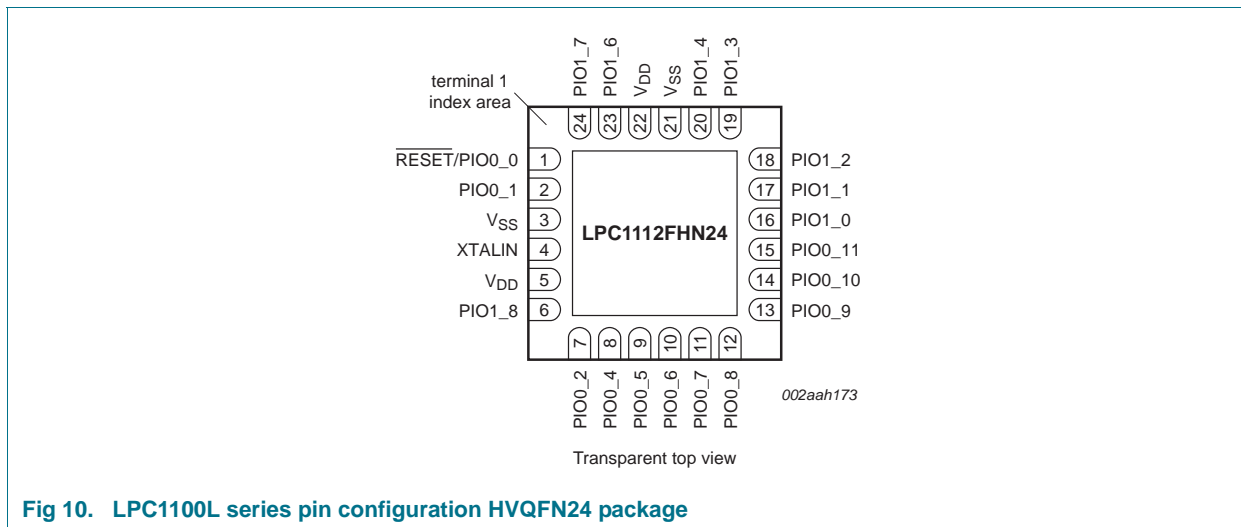 PIO1_7
PIO1_6
VDD
VSS
PIO1_4
PIO1_3
terminal 1
index area
24
23
22
21
20
19
RESET/PIO0_0 1
PIO0_1 2
VSS 3
XTALIN 4
VDD 5
PIO1_8 6
LPC1112FHN24
18 PIO1_2
17 PIO1_1
16 PIO1_0
15 PIO0_11
14 PIO0_10
13 PIO0_9
7
8
9
10
11
12
PIO0_2
PIO0_4
PIO0_5
PIO0_6
PIO0_7
PIO0_8
002aah173
Transparent top view
Fig 10. LPC1100L series pin configuration HVQFN24 package